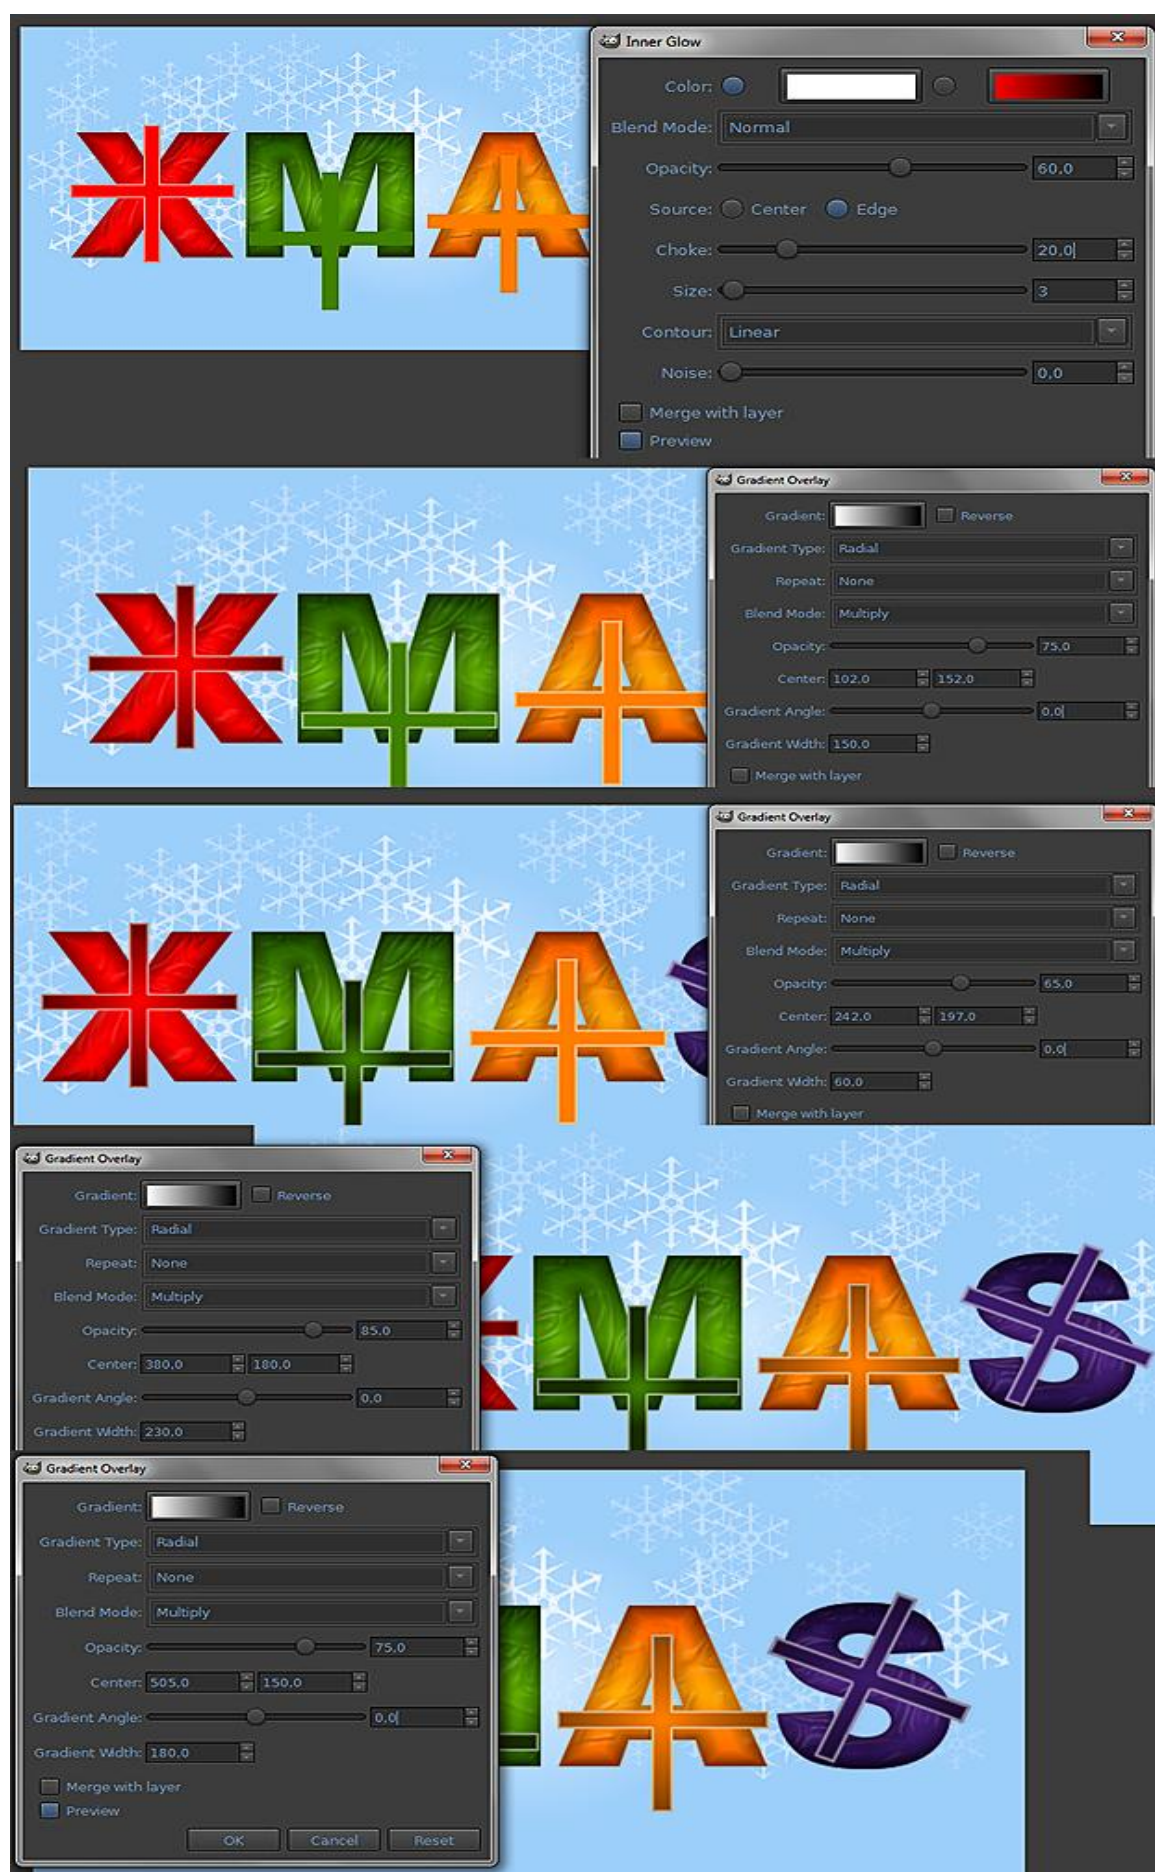 Inner Glow
Color:
Blend Mode: Normal
Opacity: 60,0
Source: Center Edge
Choke: 20,0
Size: 3
Contour: Linear
Noise: 0,0
Merge with layer
Preview
ЖMA
Gradient Overlay
Gradient: Reverse
Gradient Type: Radial
Repeat: None
Blend Mode: Multiply
Opacity: 75,0
Center: 102,0 152,0
Gradient Angle: 0,0
Gradient Width: 150,0
Merge with layer
ЖMA
Gradient Overlay
Gradient: Reverse
Gradient Type: Radial
Repeat: None
Blend Mode: Multiply
Opacity: 65,0
Center: 242,0 197,0
Gradient Angle: 0,0
Gradient Width: 60,0
Merge with layer
ЖMAS
Gradient Overlay
Gradient: Reverse
Gradient Type: Radial
Repeat: None
Blend Mode: Multiply
Opacity: 85,0
Center: 380,0 180,0
Gradient Angle: 0,0
Gradient Width: 230,0
ЖMAS
Gradient Overlay
Gradient: Reverse
Gradient Type: Radial
Repeat: None
Blend Mode: Multiply
Opacity: 75,0
Center: 505,0 150,0
Gradient Angle: 0,0
Gradient Width: 180,0
Merge with layer
Preview
OK Cancel Reset
MAS